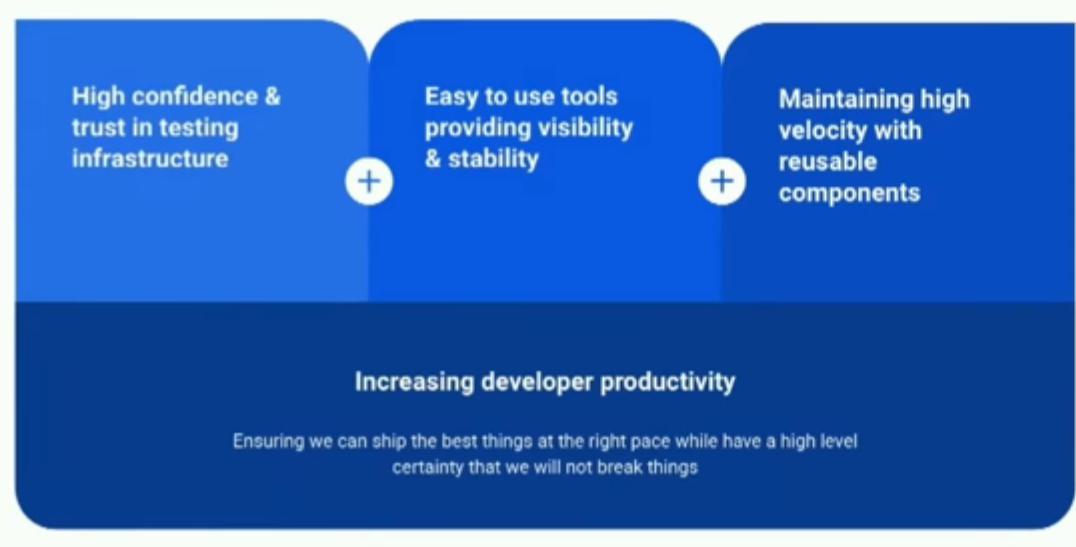 High confidence &
trust in testing
infrastructure
Easy to use tools
providing visibility
& stability
Maintaining high
velocity with
reusable
components
Increasing developer productivity
Ensuring we can ship the best things at the right pace while have a high level
certainty that we will not break things